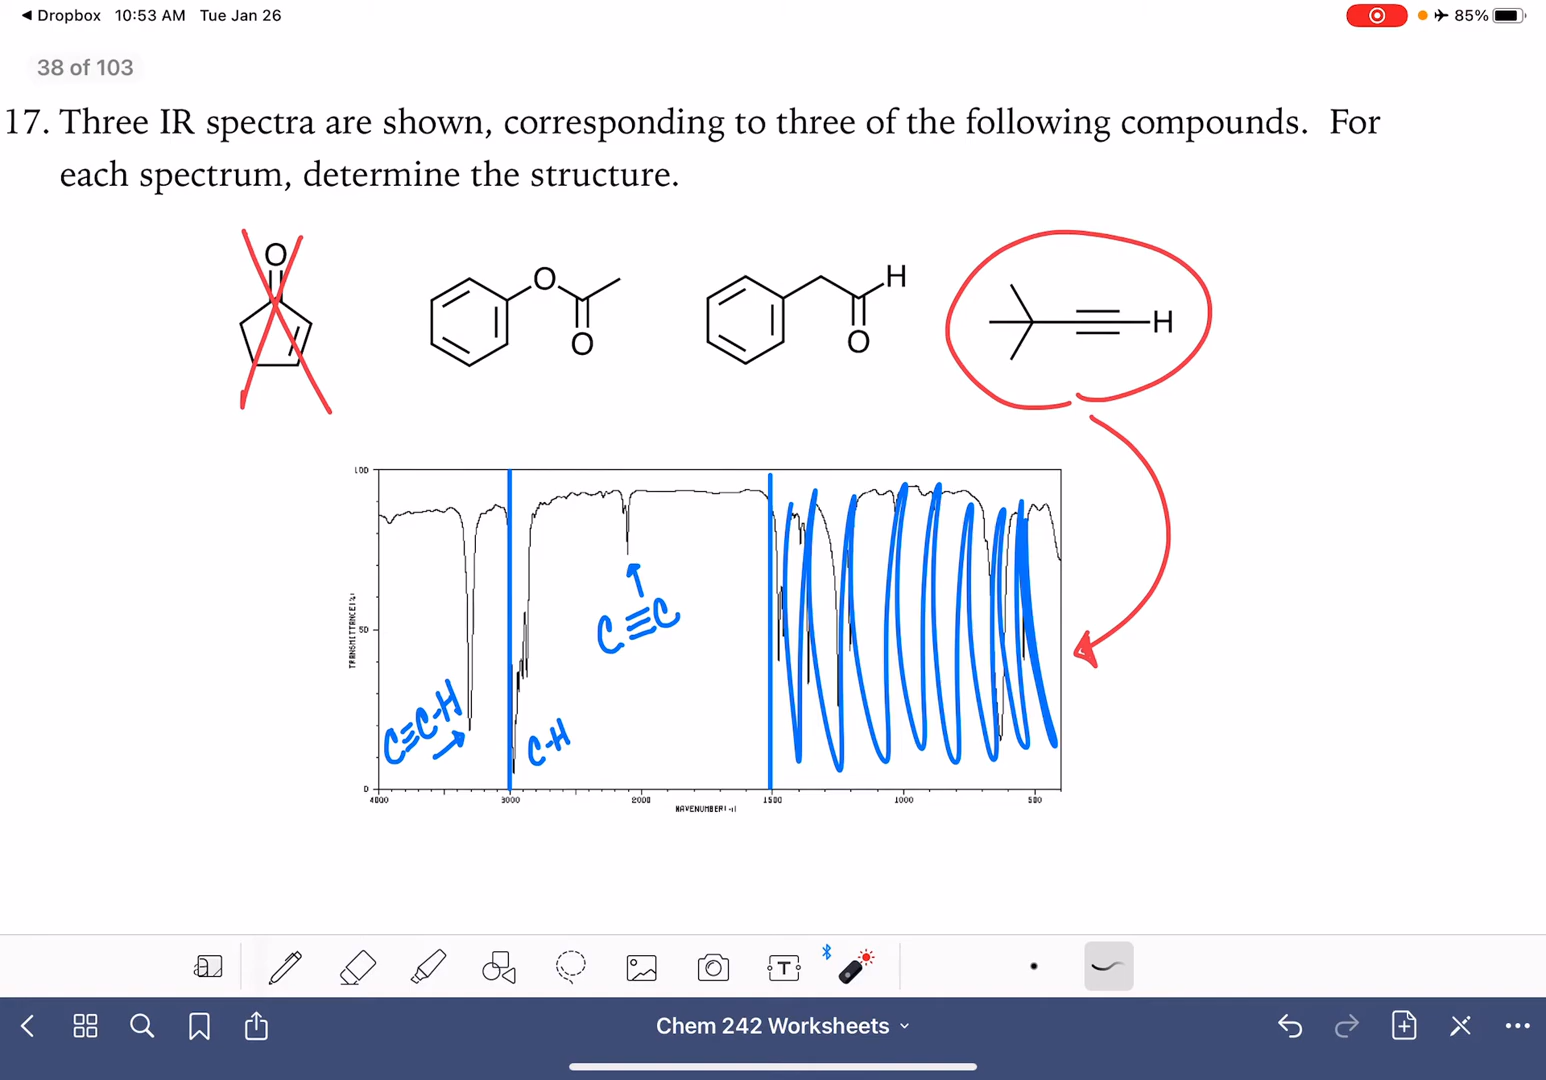 Dropbox 10:53 AM Tue Jan 26
85%
38 of 103
17. Three IR spectra are shown, corresponding to three of the following compounds. For
each spectrum, determine the structure.
O
O
O
H
O
H
100
50
0
TRANSMITTANCE(%)
C≡C
C≡C-H
C-H
4000 3000 2000 1500 1000 500
WAVENUMBER(-1)
T
Chem 242 Worksheets